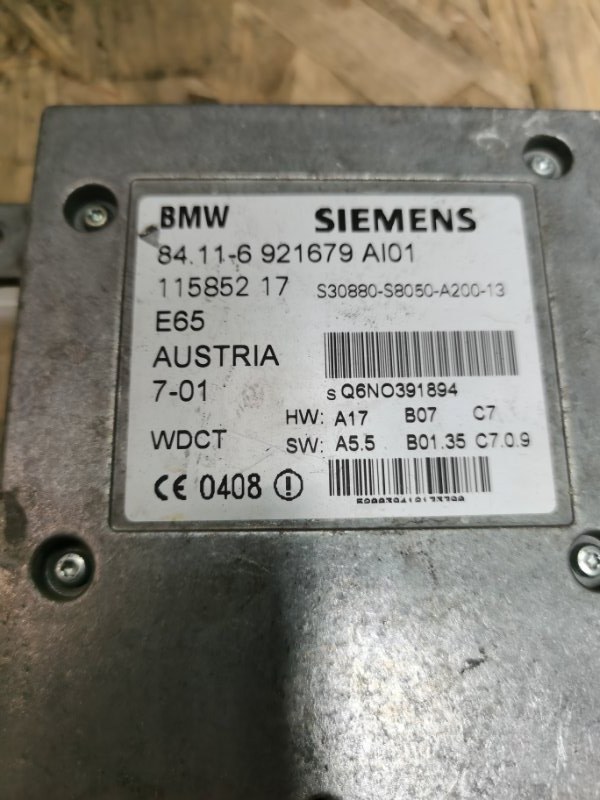 BMW SIEMENS
84.11-6 921679 AI01
115852 17 S30880-S8050-A200-13
E65
AUSTRIA
7-01 s Q6NO391894
HW: A17 B07 C7
WDCT SW: A5.5 B01.35 C7.0.9
CE 0408